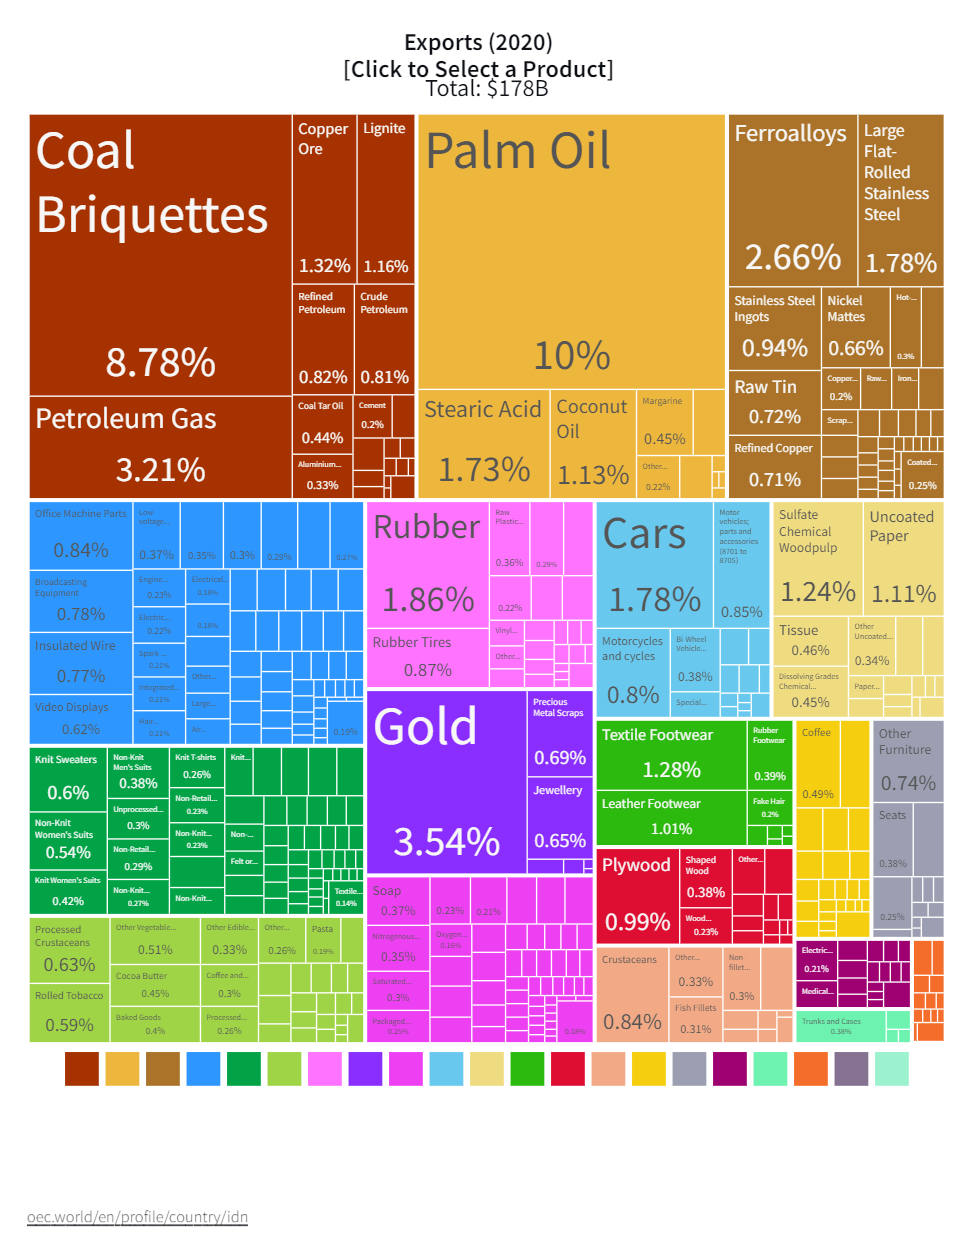 Exports (2020)
[Click to Select a Product]
Total: $178B
Coal
Briquettes
8.78%
Copper
Ore
1.32%
Lignite
1.16%
Refined
Petroleum
0.82%
Crude
Petroleum
0.81%
Petroleum Gas
3.21%
Coal Tar Oil
0.44%
Cement
0.2%
Aluminium...
0.33%
Palm Oil
10%
Stearic Acid
1.73%
Coconut
Oil
1.13%
Margarine
0.45%
Other...
0.22%
Ferroalloys
2.66%
Large
Flat-
Rolled
Stainless
Steel
1.78%
Stainless Steel
Ingots
0.94%
Nickel
Mattes
0.66%
Hot-...
0.3%
Raw Tin
0.72%
Copper...
0.2%
Raw...
Iron...
Scrap...
Refined Copper
0.71%
Coated...
0.25%
Office Machine Parts
0.84%
Low
voltage...
0.37%
0.35%
0.3%
0.29%
0.27%
Broadcasting
Equipment
0.78%
Engine...
0.23%
Electrical...
0.18%
Electric...
0.22%
0.18%
Insulated Wire
0.77%
Spark ...
0.21%
Other...
Integrated...
0.21%
Large...
Video Displays
0.62%
Hair...
0.21%
Air...
0.19%
Rubber
1.86%
Raw
Plastic...
0.36%
0.29%
0.22%
Rubber Tires
0.87%
Vinyl...
Other...
Cars
1.78%
Motor
vehicles;
parts and
accessories
(8701 to
8705)
0.85%
Motorcycles
and cycles
0.8%
Bi Wheel
Vehicle...
0.38%
Special...
Sulfate
Chemical
Woodpulp
1.24%
Uncoated
Paper
1.11%
Tissue
0.46%
Other
Uncoated...
0.34%
Dissolving Grades
Chemical...
0.45%
Paper...
Gold
3.54%
Precious
Metal Scraps
0.69%
Jewellery
0.65%
Textile Footwear
1.28%
Rubber
Footwear
0.39%
Leather Footwear
1.01%
Fake Hair
0.2%
Coffee
0.49%
Other
Furniture
0.74%
Seats
0.38%
0.25%
Knit Sweaters
0.6%
Non-Knit
Men's Suits
0.38%
Knit T-shirts
0.26%
Knit...
Unprocessed...
0.3%
Non-Retail...
0.23%
Non-Knit
Women's Suits
0.54%
Non-Retail...
0.29%
Non-Knit...
0.23%
Non-...
Felt or...
Knit Women's Suits
0.42%
Non-Knit...
0.27%
Non-Knit...
Textile...
0.14%
Plywood
0.99%
Shaped
Wood
0.38%
Other...
Wood...
0.23%
Soap
0.37%
0.23%
0.21%
Nitrogenous...
0.35%
Oxygen...
0.16%
Saturated...
0.3%
Packaged...
0.25%
0.18%
Processed
Crustaceans
0.63%
Other Vegetable...
0.51%
Other Edible...
0.33%
Other...
0.26%
Pasta
0.19%
Rolled Tobacco
0.59%
Cocoa Butter
0.45%
Coffee and...
0.3%
Baked Goods
0.4%
Processed...
0.26%
Crustaceans
0.84%
Other...
0.33%
Non-
fillet...
0.3%
Fish Fillets
0.31%
Electric...
0.21%
Medical...
Trunks and Cases
0.38%
oec.world/en/profile/country/idn